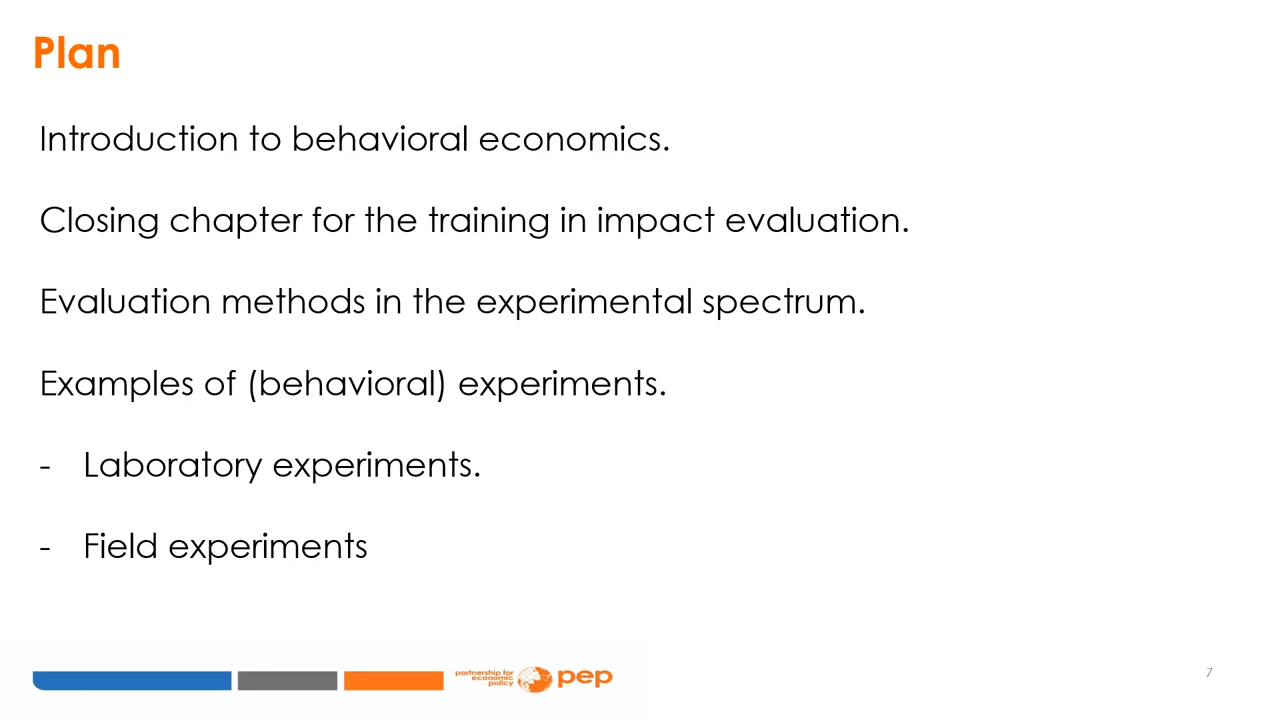 Plan
Introduction to behavioral economics.
Closing chapter for the training in impact evaluation.
Evaluation methods in the experimental spectrum.
Examples of (behavioral) experiments.
- Laboratory experiments.
- Field experiments
partnership for
economic
policy
pep
7